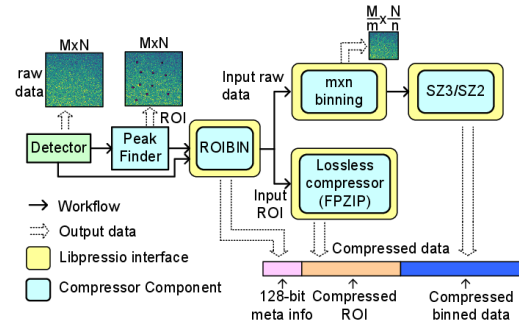 M/m x N/n
MxN
MxN
raw
data
ROI
Input raw
data
mxn
binning
SZ3/SZ2
Detector
Peak
Finder
ROIBIN
Lossless
compressor
(FPZIP)
Input
ROI
Workflow
Output data
Libpressio interface
Compressor Component
Compressed data
128-bit
meta info
Compressed
ROI
Compressed
binned data